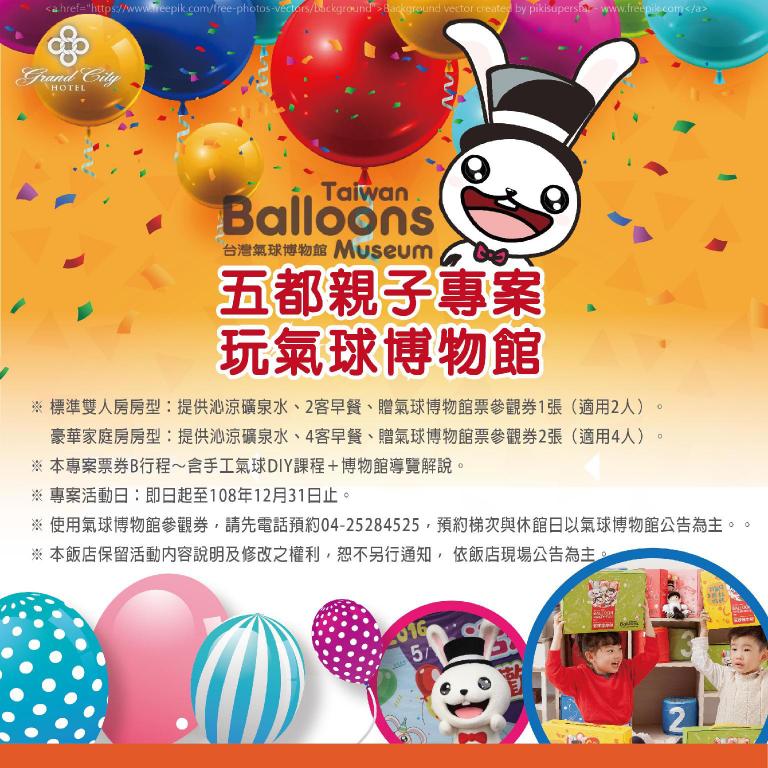 <a href="https://www.freepik.com/free-photos-vectors/background">Background vector created by pikisuperstar - www.freepik.com</a>
Grand City
HOTEL
Taiwan
Balloons
台灣氣球博物館 Museum
五都親子專案
玩氣球博物館
※ 標準雙人房房型：提供沁涼礦泉水、2客早餐、贈氣球博物館票參觀券1張（適用2人）。
豪華家庭房房型：提供沁涼礦泉水、4客早餐、贈氣球博物館票參觀券2張（適用4人）。
※ 本專案票券B行程～含手工氣球DIY課程＋博物館導覽解說。
※ 專案活動日：即日起至108年12月31日止。
※ 使用氣球博物館參觀券，請先電話預約04-25284525，預約梯次與休館日以氣球博物館公告為主。。
※ 本飯店保留活動內容說明及修改之權利，恕不另行通知， 依飯店現場公告為主。
2016
5/
2